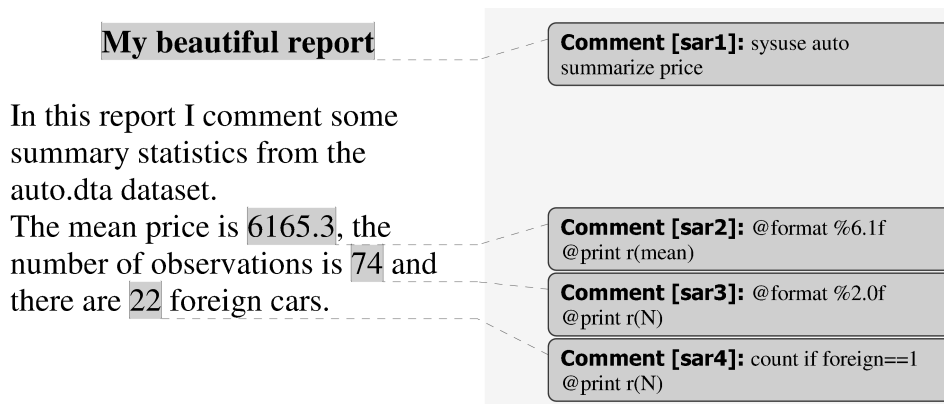 My beautiful report
Comment [sar1]: sysuse auto
summarize price
In this report I comment some
summary statistics from the
auto.dta dataset.
The mean price is 6165.3, the
number of observations is 74 and
there are 22 foreign cars.
Comment [sar2]: @format %6.1f
@print r(mean)
Comment [sar3]: @format %2.0f
@print r(N)
Comment [sar4]: count if foreign==1
@print r(N)